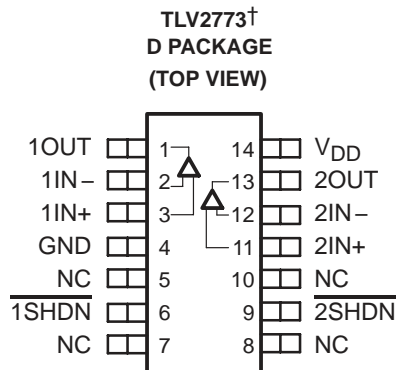 TLV2773†
D PACKAGE
(TOP VIEW)
1OUT 1 14 VDD
1IN− 2 13 2OUT
1IN+ 3 12 2IN−
GND 4 11 2IN+
NC 5 10 NC
1SHDN 6 9 2SHDN
NC 7 8 NC